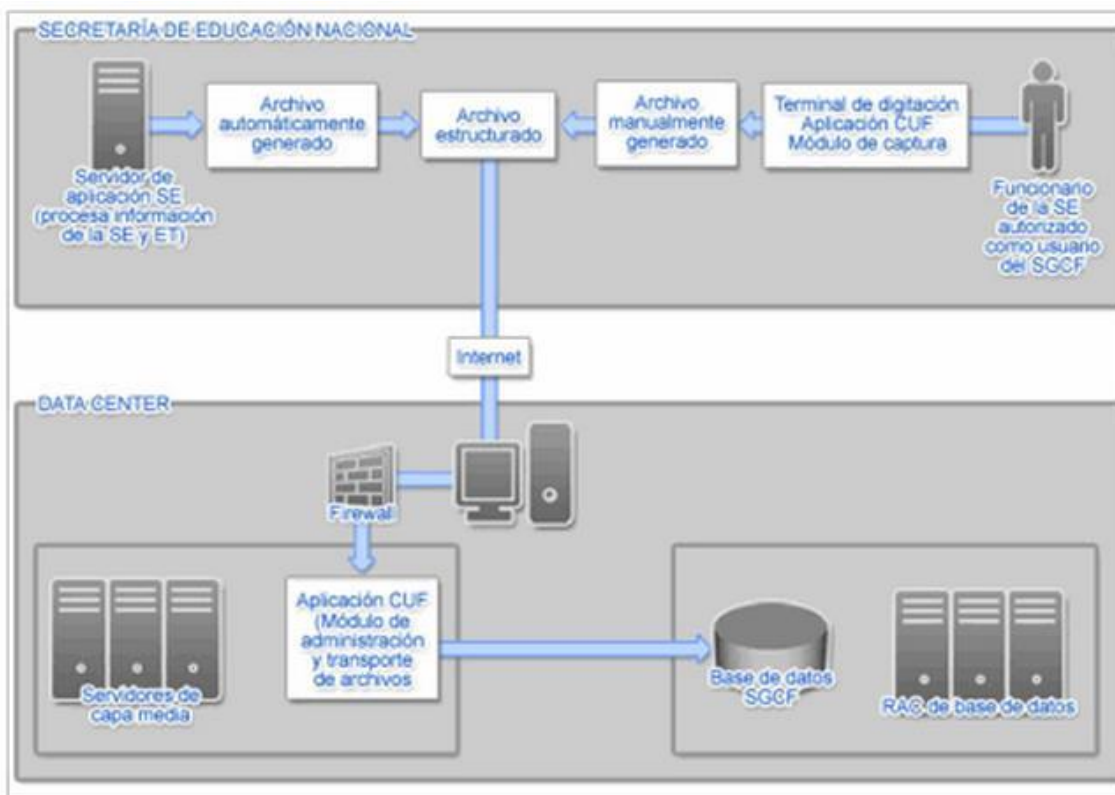 SECRETARÍA DE EDUCACIÓN NACIONAL
Servidor de
aplicación SE
(procesa información
de la SE y ET)
Archivo
automáticamente
generado
Archivo
estructurado
Archivo
manualmente
generado
Terminal de digitación
Aplicación CUF
Módulo de captura
Funcionario
de la SE
autorizado
como usuario
del SGCF
Internet
DATA CENTER
Firewall
Servidores de
capa media
Aplicación CUF
(Módulo de
administración
y transporte
de archivos
Base de datos
SGCF
RAC de base de datos